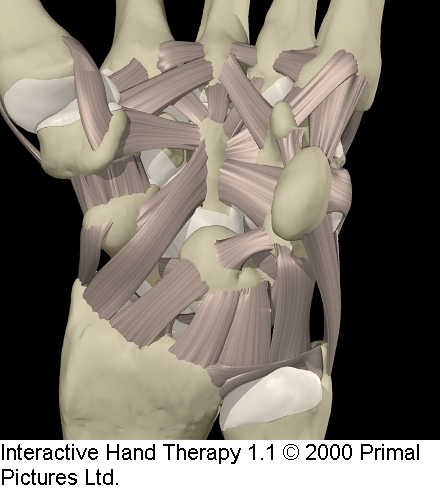 Interactive Hand Therapy 1.1 © 2000 Primal
Pictures Ltd.